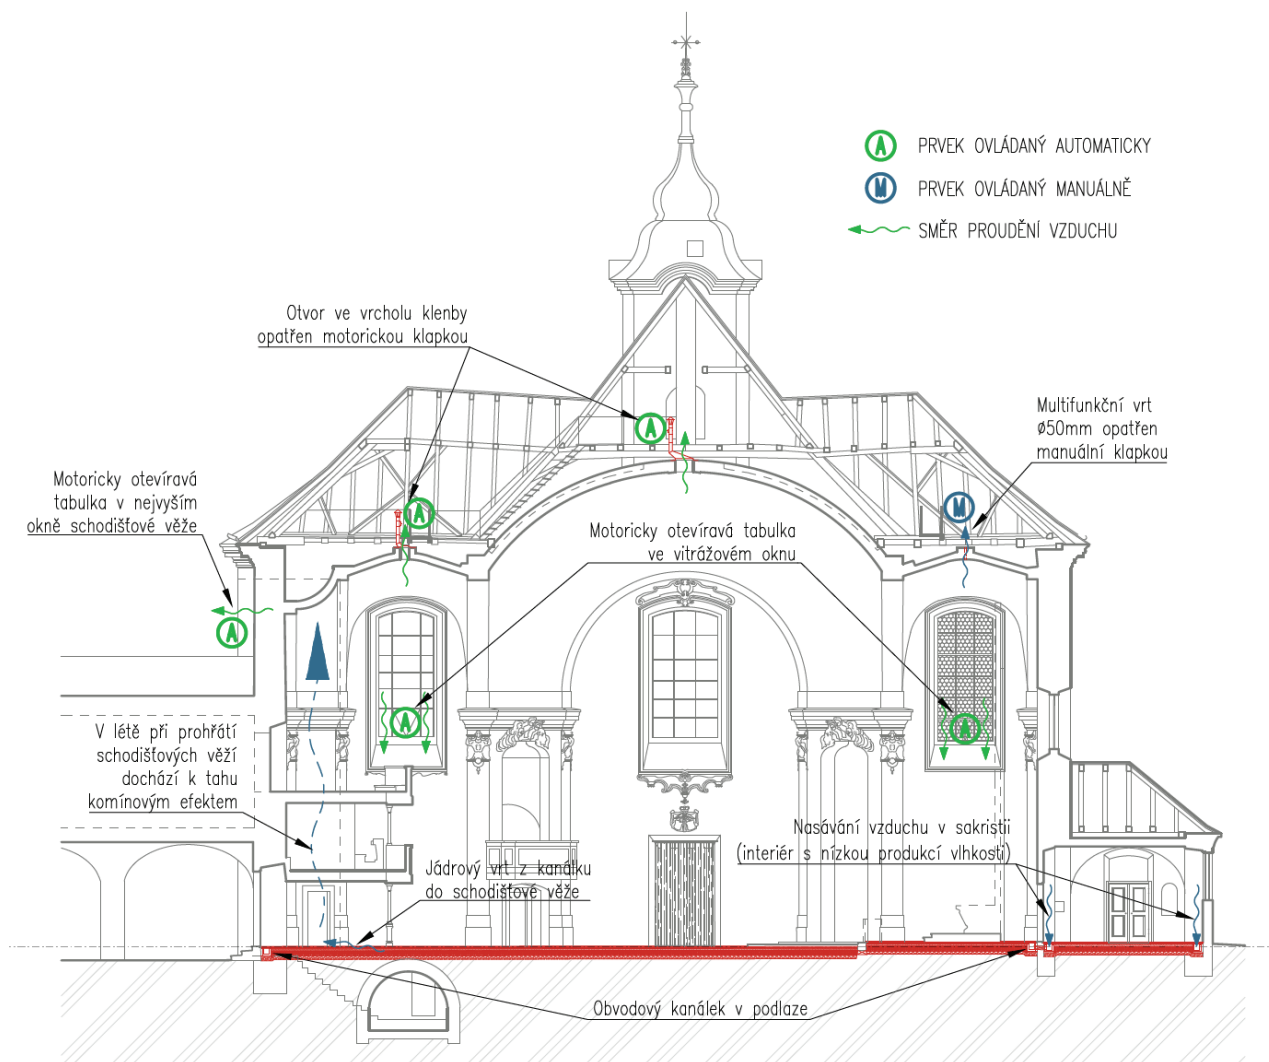 A PRVEK OVLÁDANÝ AUTOMATICKY
M PRVEK OVLÁDANÝ MANUÁLNĚ
SMĚR PROUDĚNÍ VZDUCHU
Otvor ve vrcholu klenby
opatřen motorickou klapkou
A
Multifunkční vrt
ø50mm opatřen
manuální klapkou
Motoricky otevíravá
tabulka v nejvyším
okně schodišťové věže
A
M
Motoricky otevíravá tabulka
ve vitrážovém oknu
A
A
A
V létě při prohřátí
schodišťových věží
dochází k tahu
komínovým efektem
Nasávání vzduchu v sakristii
(interiér s nízkou produkcí vlhkosti)
Jádrový vrt z kanálku
do schodišťové věže
Obvodový kanálek v podlaze